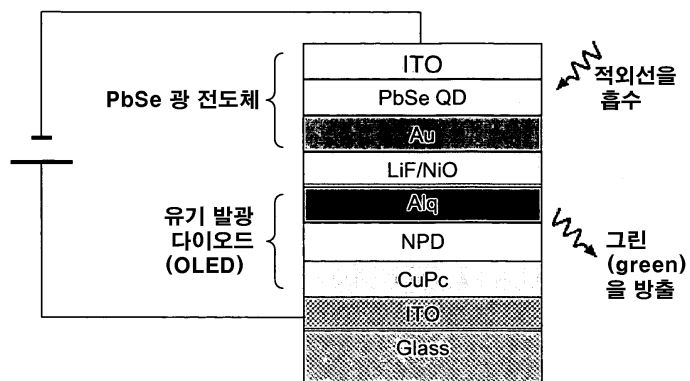 ITO
PbSe QD
Au
LiF/NiO
Alq
NPD
CuPc
ITO
Glass
PbSe 광 전도체
유기 발광
다이오드
(OLED)
적외선을
흡수
그린
(green)
을 방출